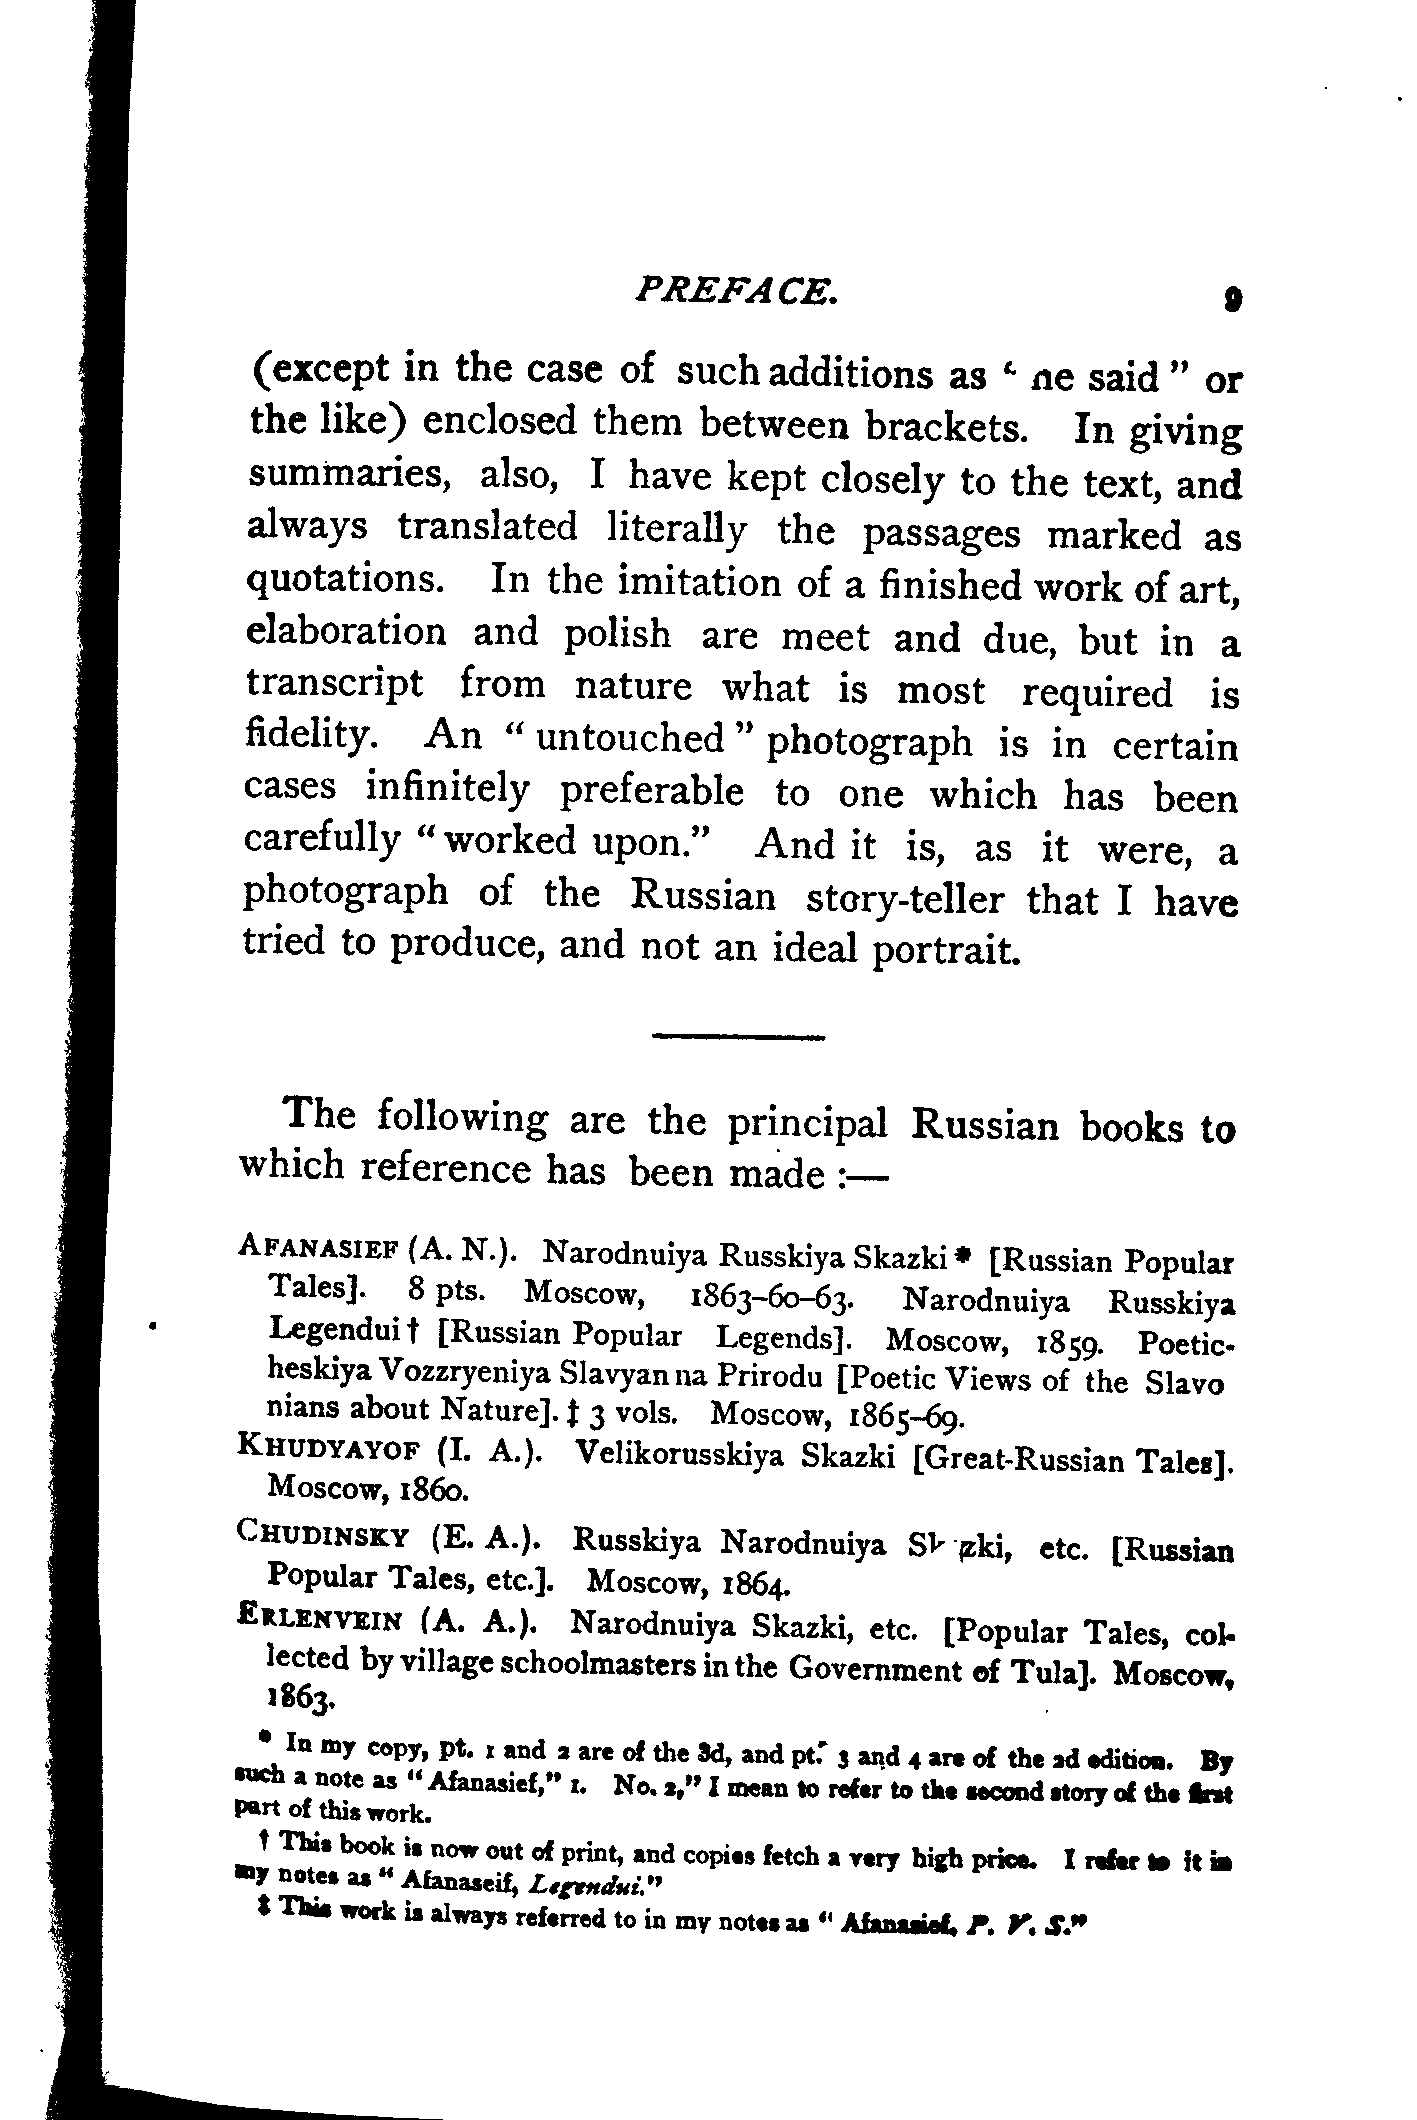 PREFACE. 9
(except in the case of such additions as “ he said ” or
the like) enclosed them between brackets. In giving
summaries, also, I have kept closely to the text, and
always translated literally the passages marked as
quotations. In the imitation of a finished work of art,
elaboration and polish are meet and due, but in a
transcript from nature what is most required is
fidelity. An “ untouched ” photograph is in certain
cases infinitely preferable to one which has been
carefully “ worked upon.” And it is, as it were, a
photograph of the Russian story-teller that I have
tried to produce, and not an ideal portrait.
The following are the principal Russian books to
which reference has been made :—
AFANASIEF (A. N.). Narodnuiya Russkiya Skazki * [Russian Popular
Tales]. 8 pts. Moscow, 1863-60-63. Narodnuiya Russkiya
Legendui † [Russian Popular Legends]. Moscow, 1859. Poetic-
heskiya Vozzryeniya Slavyan na Prirodu [Poetic Views of the Slavo
nians about Nature]. ‡ 3 vols. Moscow, 1865-69.
KHUDYAYOF (I. A.). Velikorusskiya Skazki [Great-Russian Tales].
Moscow, 1860.
CHUDINSKY (E. A.). Russkiya Narodnuiya Skazki, etc. [Russian
Popular Tales, etc.]. Moscow, 1864.
ERLENVEIN (A. A.). Narodnuiya Skazki, etc. [Popular Tales, col-
lected by village schoolmasters in the Government of Tula]. Moscow,
1863.
* In my copy, pt. 1 and 2 are of the 3d, and pt. 3 and 4 are of the 2d edition. By
such a note as “ Afanasief,” 1. No. 2,” I mean to refer to the second story of the first
part of this work.
† This book is now out of print, and copies fetch a very high price. I refer to it in
my notes as “ Afanaseif, Legendui.”
‡ This work is always referred to in my notes as “ Afanasief, P. V. S.”